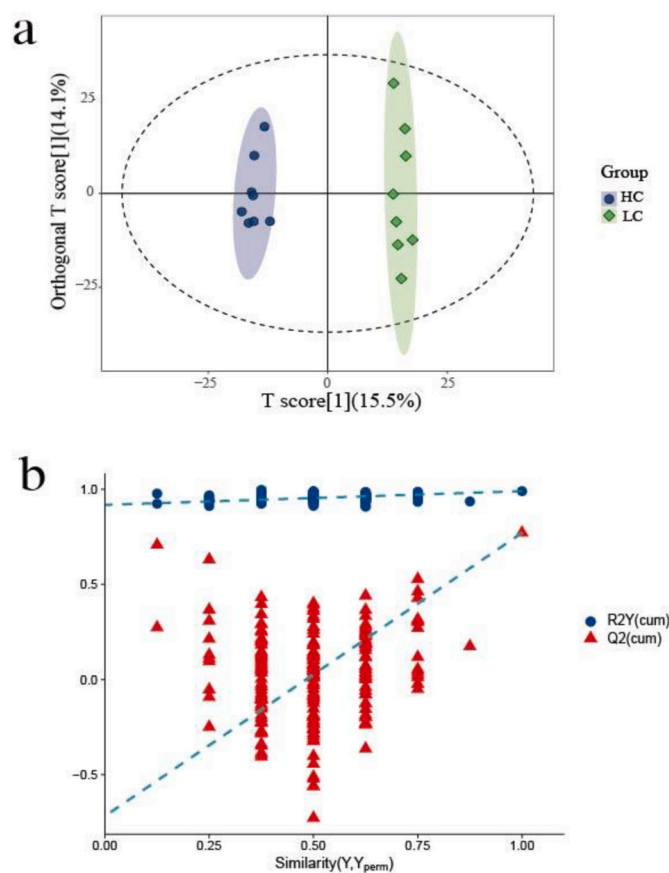 a
Orthogonal T score[1](14.1%)
25
0
−25
−25
0
25
T score[1](15.5%)
Group
HC
LC
b
1.0
0.5
0.0
−0.5
0.00
0.25
0.50
0.75
1.00
Similarity(Y,Yperm)
R2Y(cum)
Q2(cum)